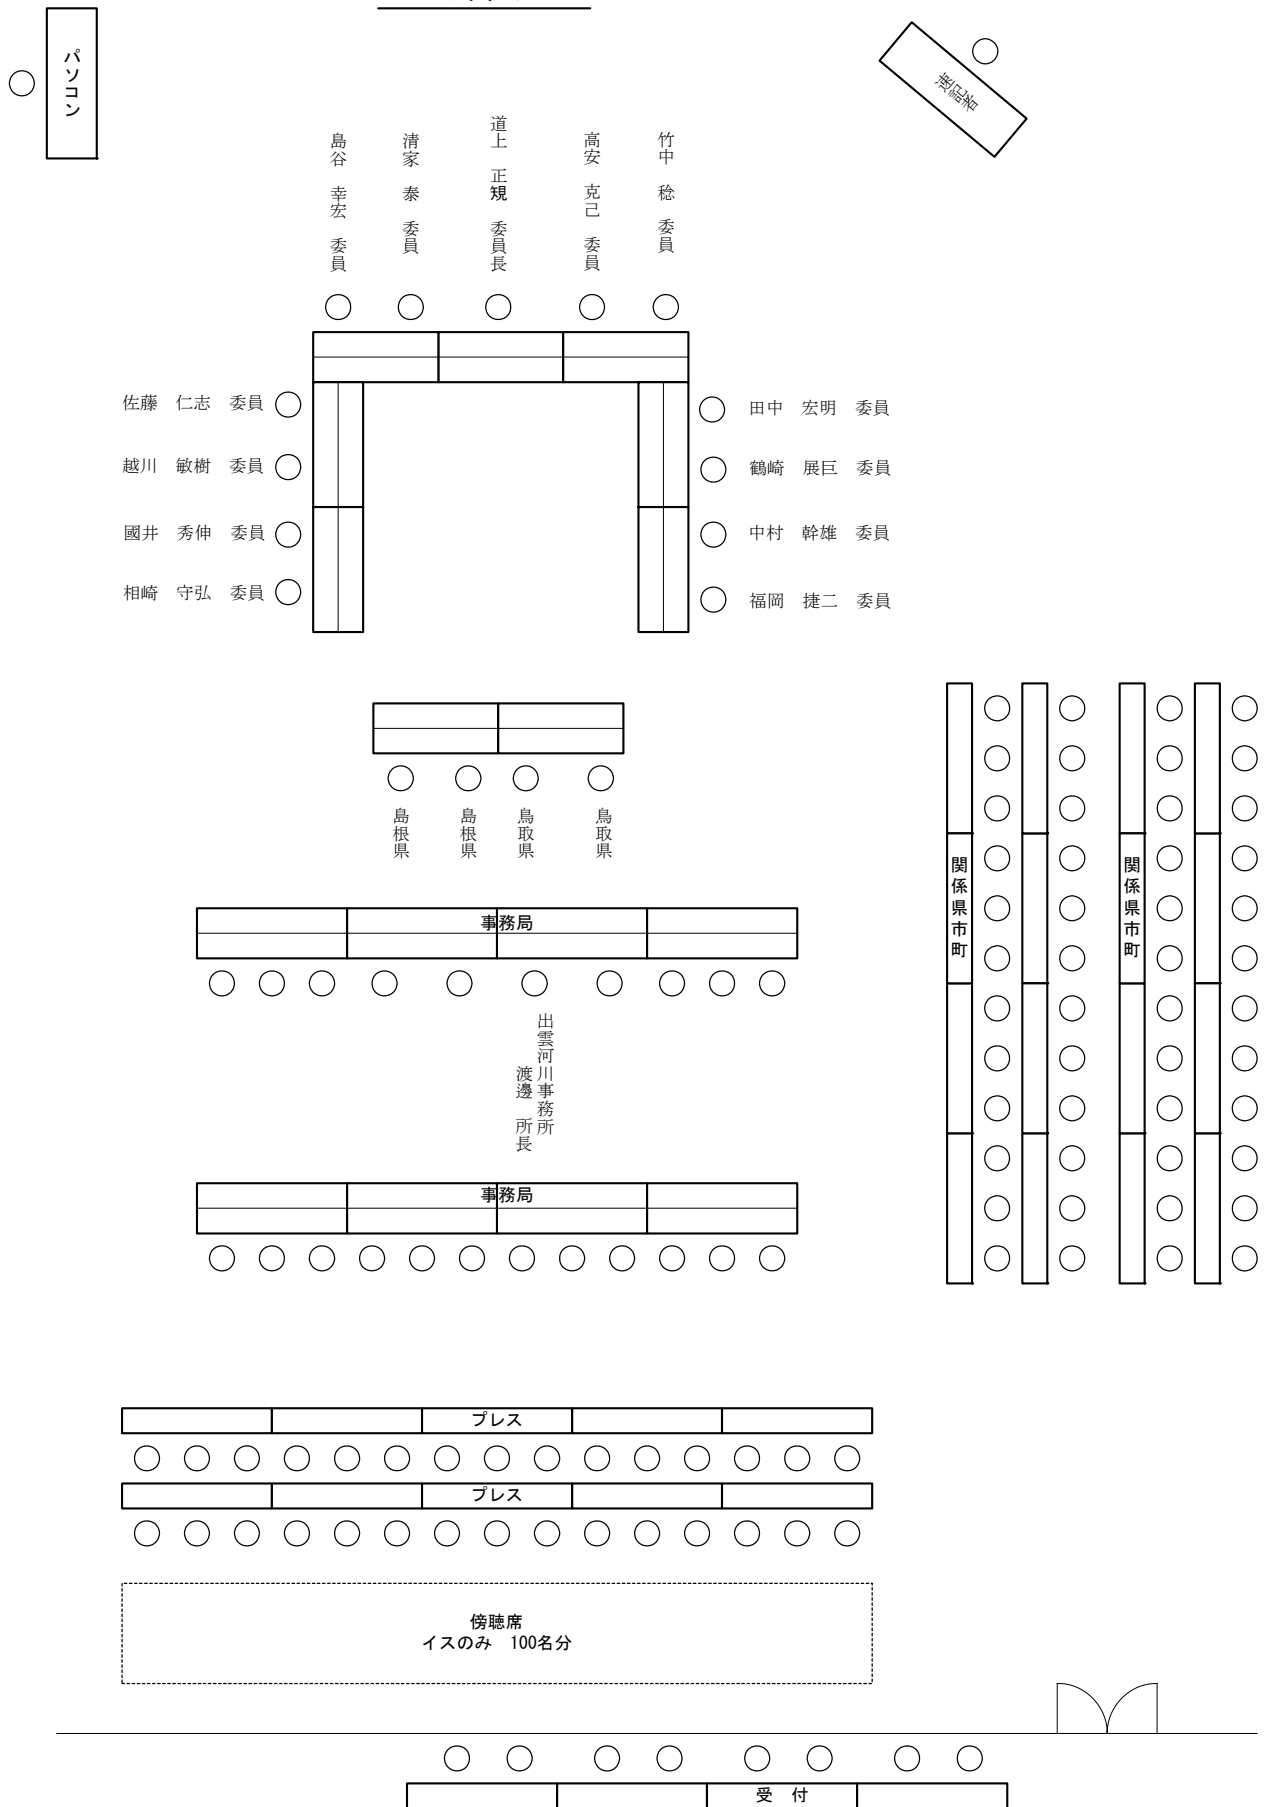 パソコン
速記者
島谷　幸宏　委員
清家　泰　委員
道上　正規　委員長
高安　克己　委員
竹中　稔　委員
佐藤　仁志　委員
越川　敏樹　委員
國井　秀伸　委員
相崎　守弘　委員
田中　宏明　委員
鶴崎　展巨　委員
中村　幹雄　委員
福岡　捷二　委員
島根県
島根県
鳥取県
鳥取県
事務局
出雲河川事務所
渡邊　所長
事務局
関係県市町
関係県市町
プレス
プレス
傍聴席
イスのみ　100名分
受　付